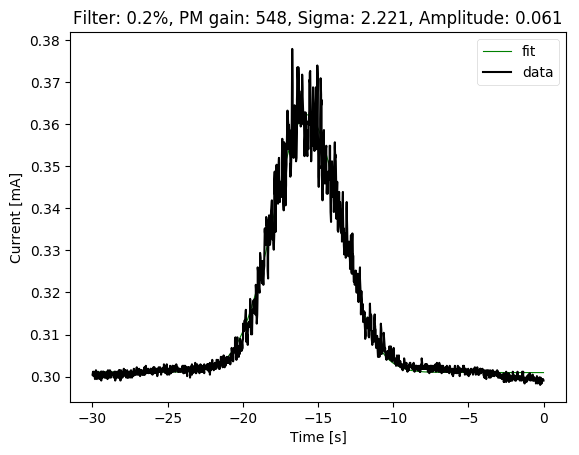 Filter: 0.2%, PM gain: 548, Sigma: 2.221, Amplitude: 0.061
fit
data
0.38
0.37
0.36
0.35
0.34
0.33
0.32
0.31
0.30
Current [mA]
−30 −25 −20 −15 −10 −5 0
Time [s]